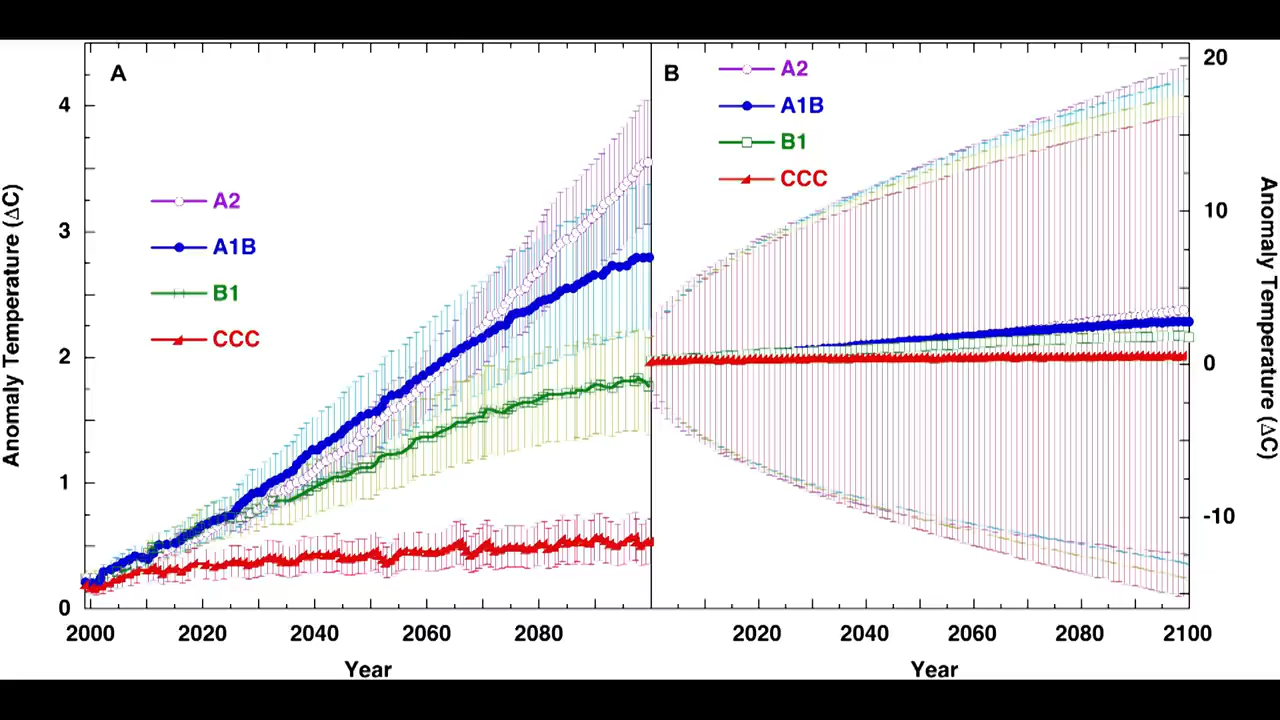 A
4
3
2
1
0
Anomaly Temperature (ΔC)
A2
A1B
B1
CCC
2000 2020 2040 2060 2080
Year
B
A2
A1B
B1
CCC
20
10
0
-10
Anomaly Temperature (ΔC)
2020 2040 2060 2080 2100
Year